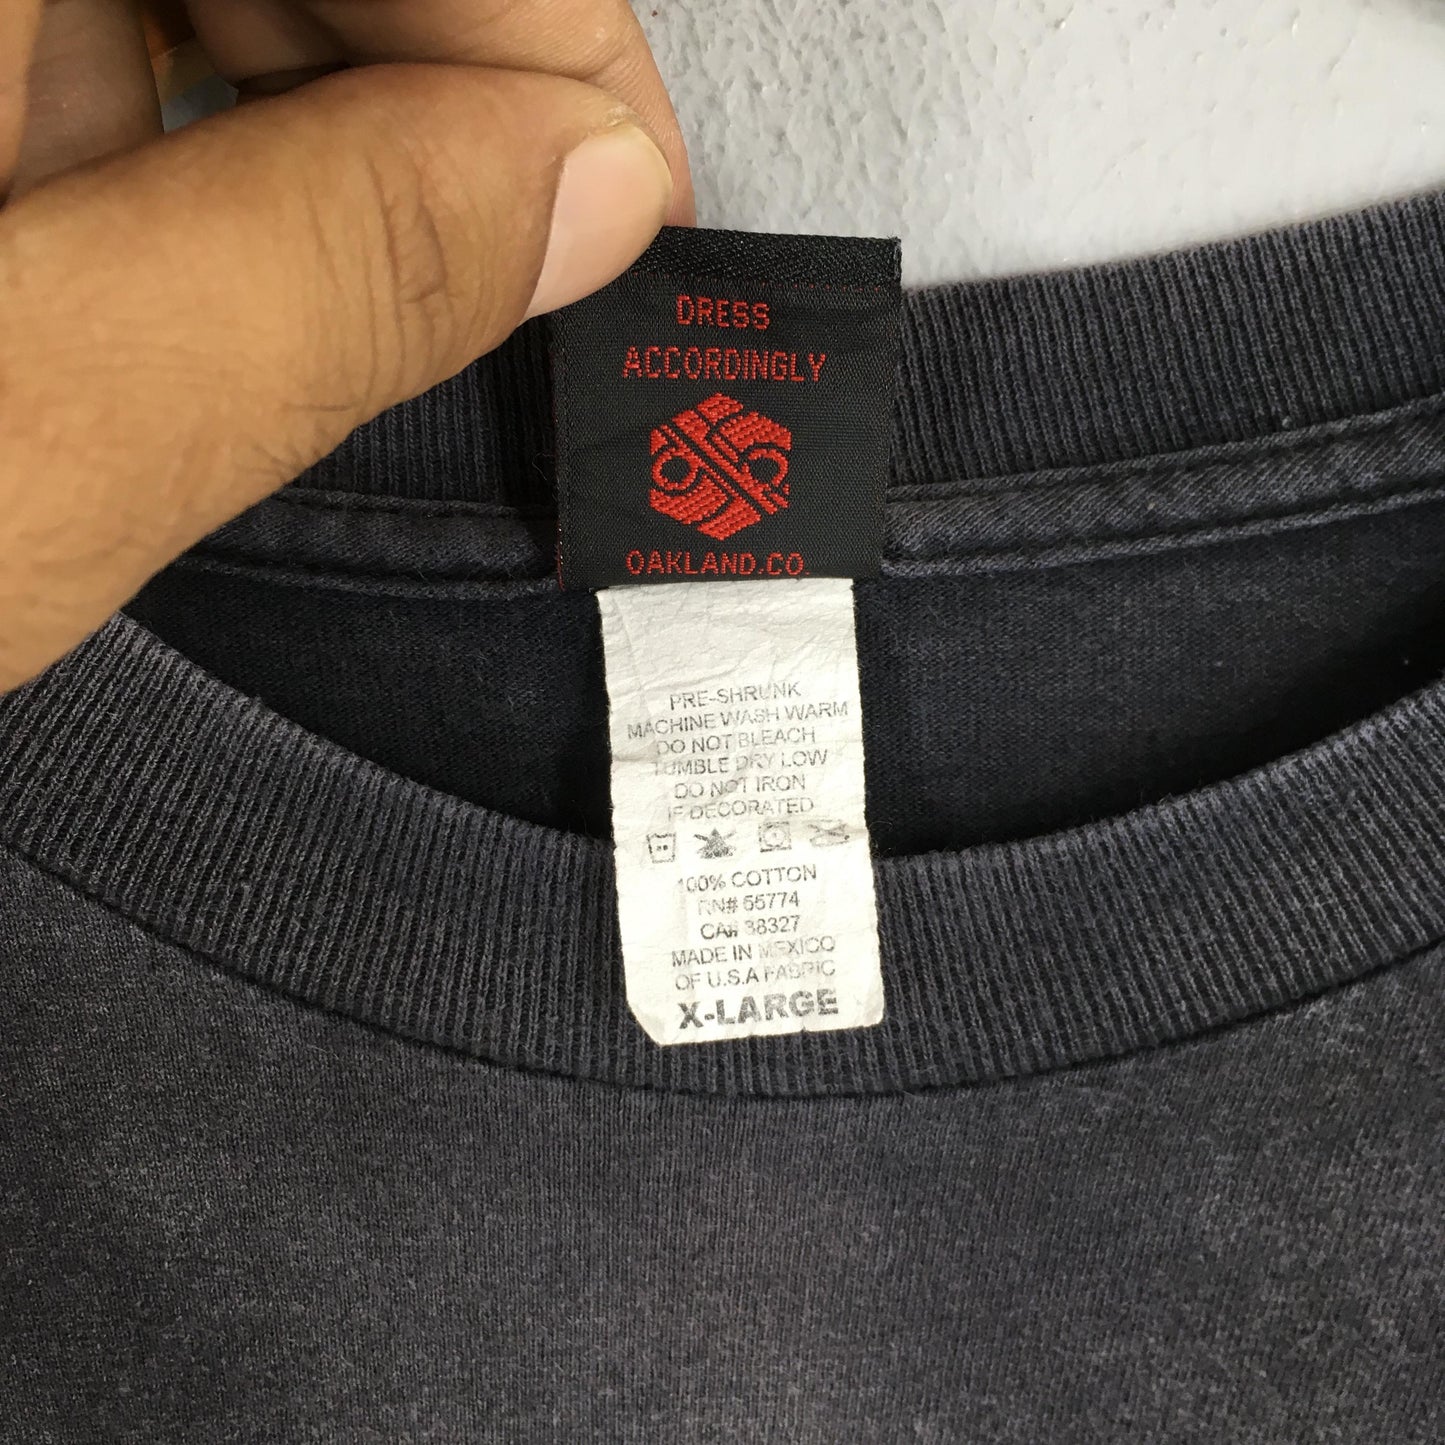 DRESS
ACCORDINGLY
OAKLAND.CO.
PRE-SHRUNK
MACHINE WASH WARM
DO NOT BLEACH
TUMBLE DRY LOW
DO NOT IRON
IF DECORATED
100% COTTON
RN# 55774
CA# 38327
MADE IN MEXICO
OF U.S.A FABRIC
X-LARGE